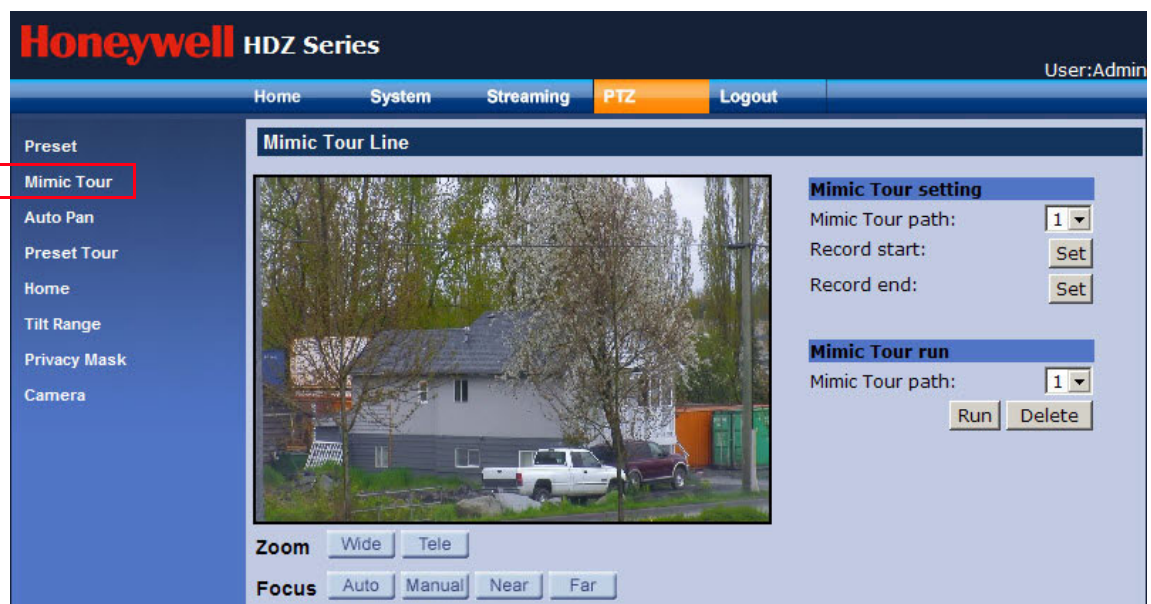 Honeywell HDZ Series
User:Admin
Home System Streaming PTZ Logout
Preset
Mimic Tour
Auto Pan
Preset Tour
Home
Tilt Range
Privacy Mask
Camera
Mimic Tour Line
Mimic Tour setting
Mimic Tour path: 1
Record start: Set
Record end: Set
Mimic Tour run
Mimic Tour path: 1
Run Delete
Zoom Wide Tele
Focus Auto Manual Near Far